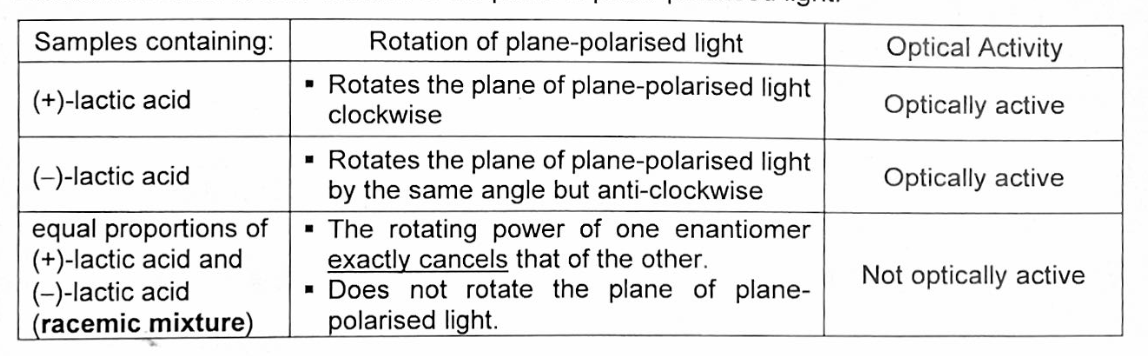 light.
Samples containing:
Rotation of plane-polarised light
Optical Activity
(+)-lactic acid
▪ Rotates the plane of plane-polarised light
clockwise
Optically active
(–)-lactic acid
▪ Rotates the plane of plane-polarised light
by the same angle but anti-clockwise
Optically active
equal proportions of
(+)-lactic acid and
(–)-lactic acid
(racemic mixture)
▪ The rotating power of one enantiomer
exactly cancels that of the other.
▪ Does not rotate the plane of plane-
polarised light.
Not optically active